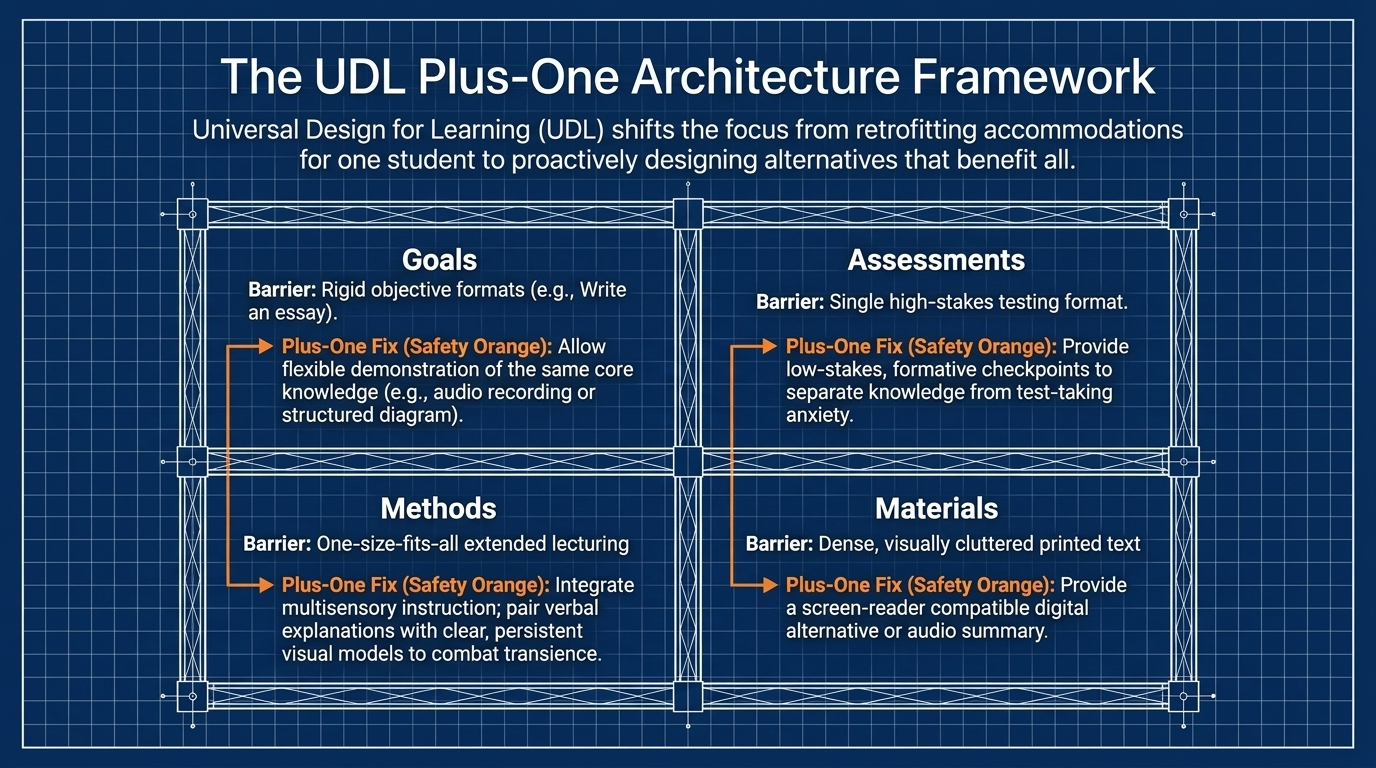 The UDL Plus-One Architecture Framework
Universal Design for Learning (UDL) shifts the focus from retrofitting accommodations
for one student to proactively designing alternatives that benefit all.
Goals
Barrier: Rigid objective formats (e.g., Write
an essay).
Plus-One Fix (Safety Orange): Allow
flexible demonstration of the same core
knowledge (e.g., audio recording or
structured diagram).
Assessments
Barrier: Single high-stakes testing format.
Plus-One Fix (Safety Orange): Provide
low-stakes, formative checkpoints to
separate knowledge from test-taking
anxiety.
Methods
Barrier: One-size-fits-all extended lecturing
Plus-One Fix (Safety Orange): Integrate
multisensory instruction; pair verbal
explanations with clear, persistent
visual models to combat transience.
Materials
Barrier: Dense, visually cluttered printed text
Plus-One Fix (Safety Orange): Provide
a screen-reader compatible digital
alternative or audio summary.